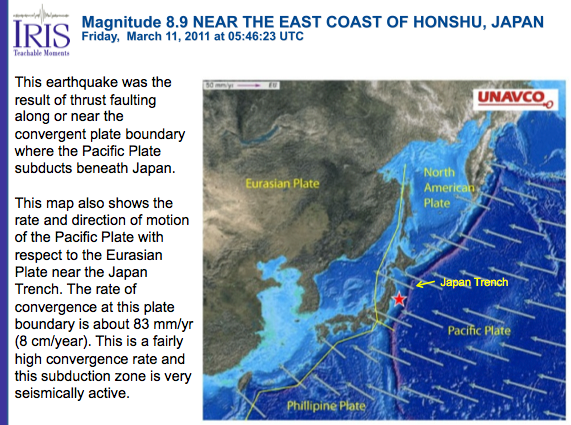 IRIS
Teachable Moments
Magnitude 8.9 NEAR THE EAST COAST OF HONSHU, JAPAN
Friday, March 11, 2011 at 05:46:23 UTC
This earthquake was the
result of thrust faulting
along or near the
convergent plate boundary
where the Pacific Plate
subducts beneath Japan.
This map also shows the
rate and direction of motion
of the Pacific Plate with
respect to the Eurasian
Plate near the Japan
Trench. The rate of
convergence at this plate
boundary is about 83 mm/yr
(8 cm/year). This is a fairly
high convergence rate and
this subduction zone is very
seismically active.
50 mm/yr
EU
UNAVCO
Eurasian Plate
North
American
Plate
Japan Trench
Pacific Plate
Phillipine Plate